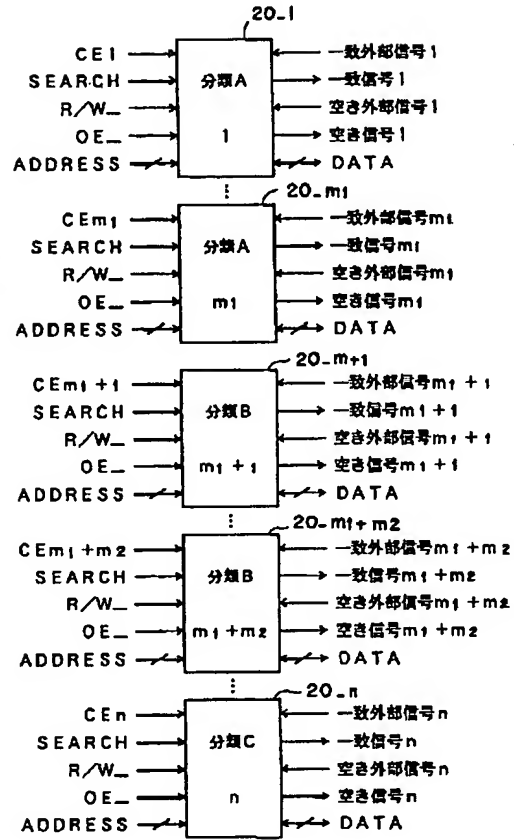 20_1
CE1 一致外部信号1
SEARCH 分類A 一致信号1
R/W_ 空き外部信号1
OE_ 1 空き信号1
ADDRESS DATA
20_m1
CEm1 一致外部信号m1
SEARCH 分類A 一致信号m1
R/W_ 空き外部信号m1
OE_ m1 空き信号m1
ADDRESS DATA
20_m+1
CEm1+1 一致外部信号m1+1
SEARCH 分類B 一致信号m1+1
R/W_ 空き外部信号m1+1
OE_ m1+1 空き信号m1+1
ADDRESS DATA
20_m1+m2
CEm1+m2 一致外部信号m1+m2
SEARCH 分類B 一致信号m1+m2
R/W_ 空き外部信号m1+m2
OE_ m1+m2 空き信号m1+m2
ADDRESS DATA
20_n
CEn 一致外部信号n
SEARCH 分類C 一致信号n
R/W_ 空き外部信号n
OE_ n 空き信号n
ADDRESS DATA